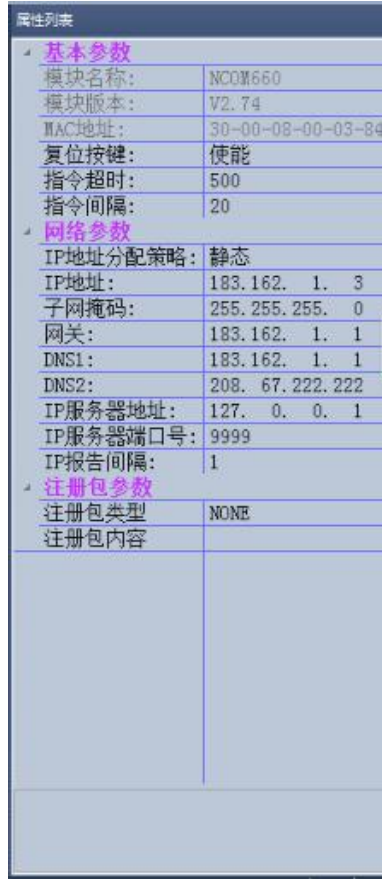 属性列表
基本参数
模块名称: NCOM660
模块版本: V2.74
MAC地址: 30-00-08-00-03-84
复位按键: 使能
指令超时: 500
指令间隔: 20
网络参数
IP地址分配策略: 静态
IP地址: 183.162. 1. 3
子网掩码: 255.255.255. 0
网关: 183.162. 1. 1
DNS1: 183.162. 1. 1
DNS2: 208. 67.222.222
IP服务器地址: 127. 0. 0. 1
IP服务器端口号: 9999
IP报告间隔: 1
注册包参数
注册包类型 NONE
注册包内容